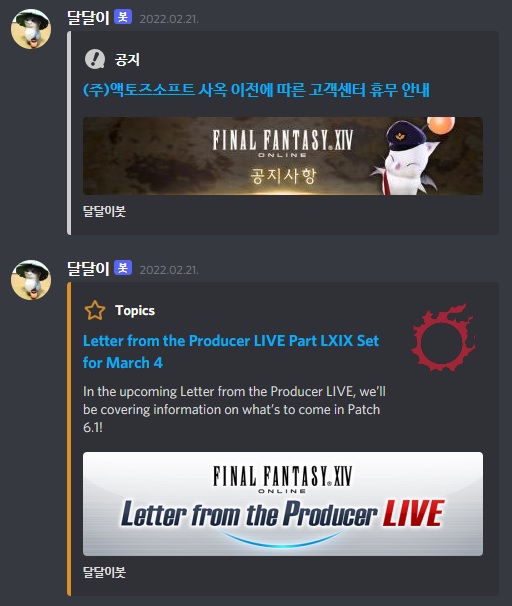 달달이 봇 2022.02.21.
공지
(주)액토즈소프트 사옥 이전에 따른 고객센터 휴무 안내
FINAL FANTASY XIV
ONLINE
공지사항
달달이봇
달달이 봇 2022.02.21.
Topics
Letter from the Producer LIVE Part LXIX Set
for March 4
In the upcoming Letter from the Producer LIVE, we'll
be covering information on what's to come in Patch
6.1!
FINAL FANTASY® XIV
ONLINE
Letter from the Producer LIVE
달달이봇